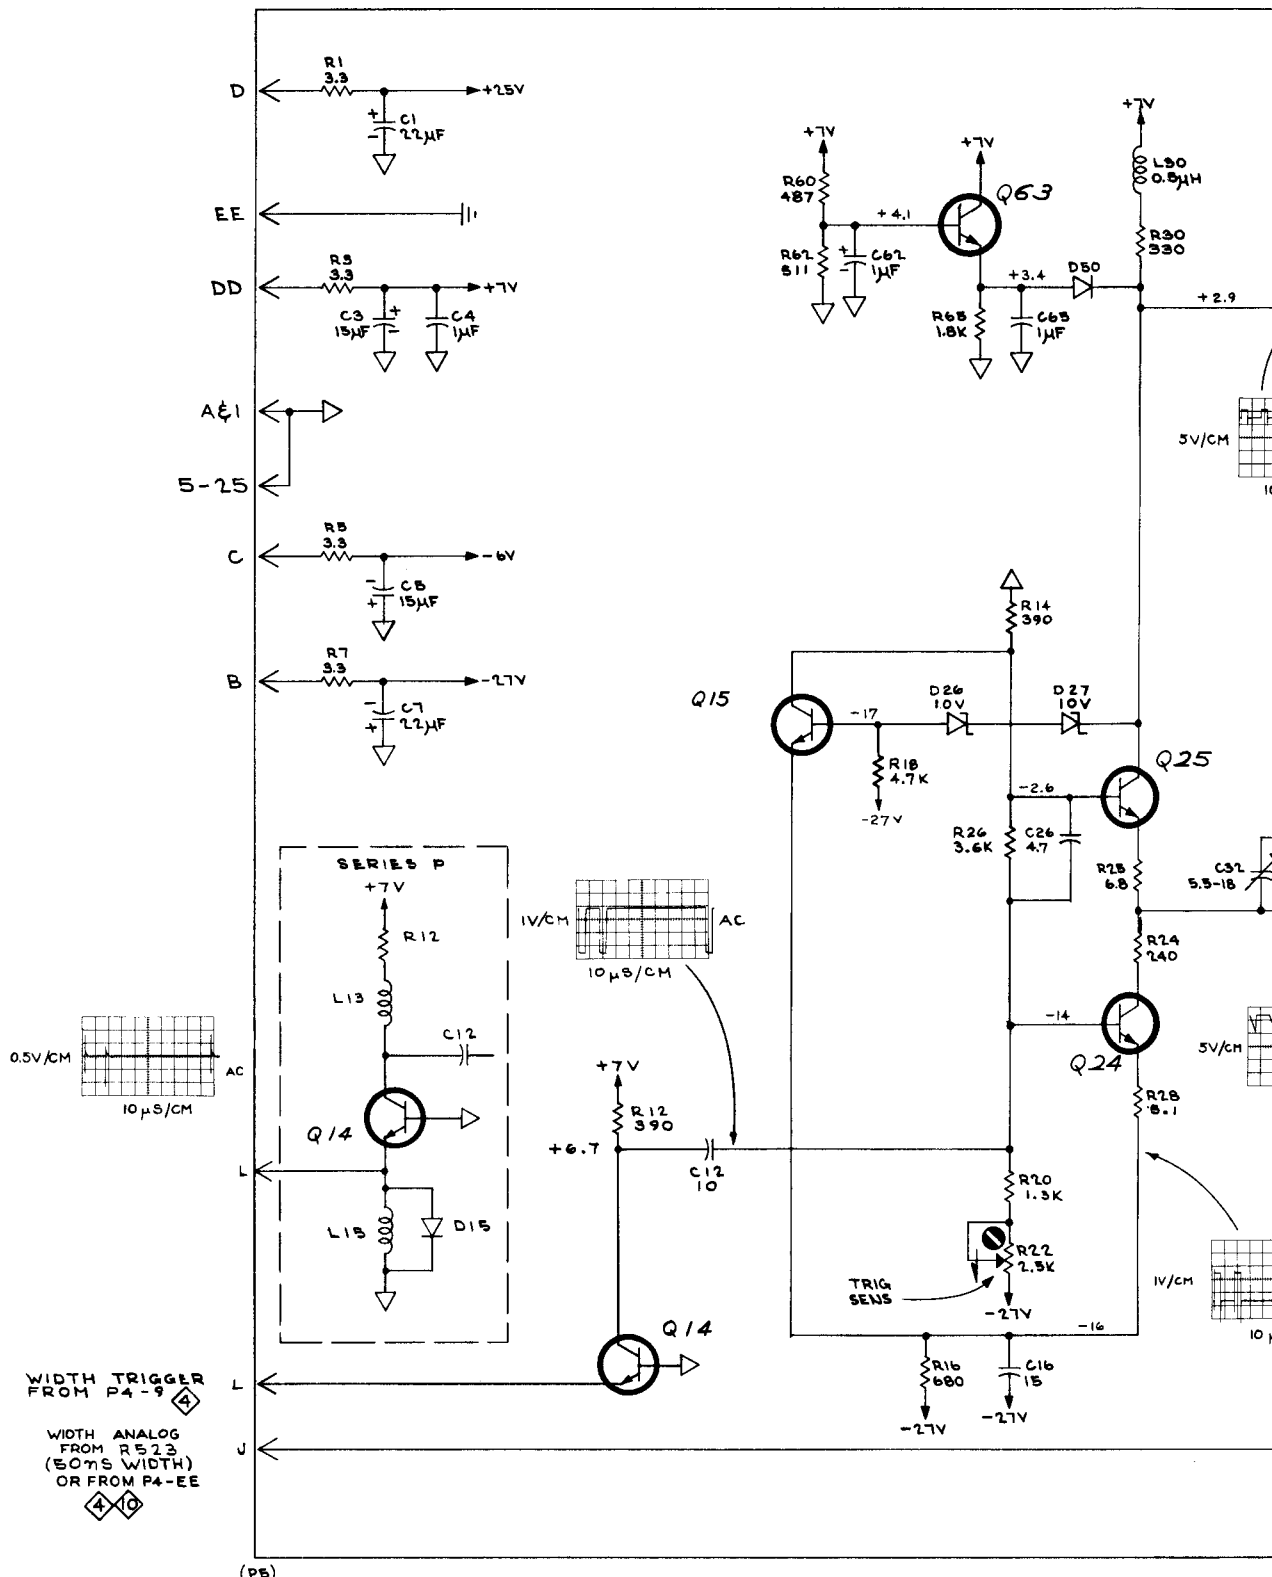 R1
3.3
D
+25V
+
-
C1
22µF
EE
R3
3.3
DD
+7V
C3
15µF
+
-
C4
1µF
A&1
5-25
R5
3.3
C
-6V
-
+
C5
15µF
R7
3.3
B
-27V
-
+
C7
22µF
+7V
R60
487
+4.1
R62
511
+
-
C62
1µF
+7V
Q63
+3.4
D50
R65
1.8K
C65
1µF
+7V
L30
0.5µH
R30
330
+2.9
5V/CM
R14
390
Q15
-17
D26
10V
D27
10V
R18
4.7K
-27V
Q25
-2.6
R26
3.6K
C26
4.7
R25
6.8
C32
5.5-18
R24
240
-14
Q24
R28
5.1
5V/CM
SERIES P
+7V
R12
L13
C12
Q14
L
L15
D15
0.5V/CM
AC
10µS/CM
1V/CM
AC
10µS/CM
+7V
R12
390
+6.7
C12
10
R20
1.3K
R22
2.5K
TRIG
SENS
-27V
-16
1V/CM
Q14
R16
680
-27V
C16
15
-27V
WIDTH TRIGGER
FROM P4-9
4
L
WIDTH ANALOG
FROM R523
(50nS WIDTH)
OR FROM P4-EE
4 10
J
(P5)